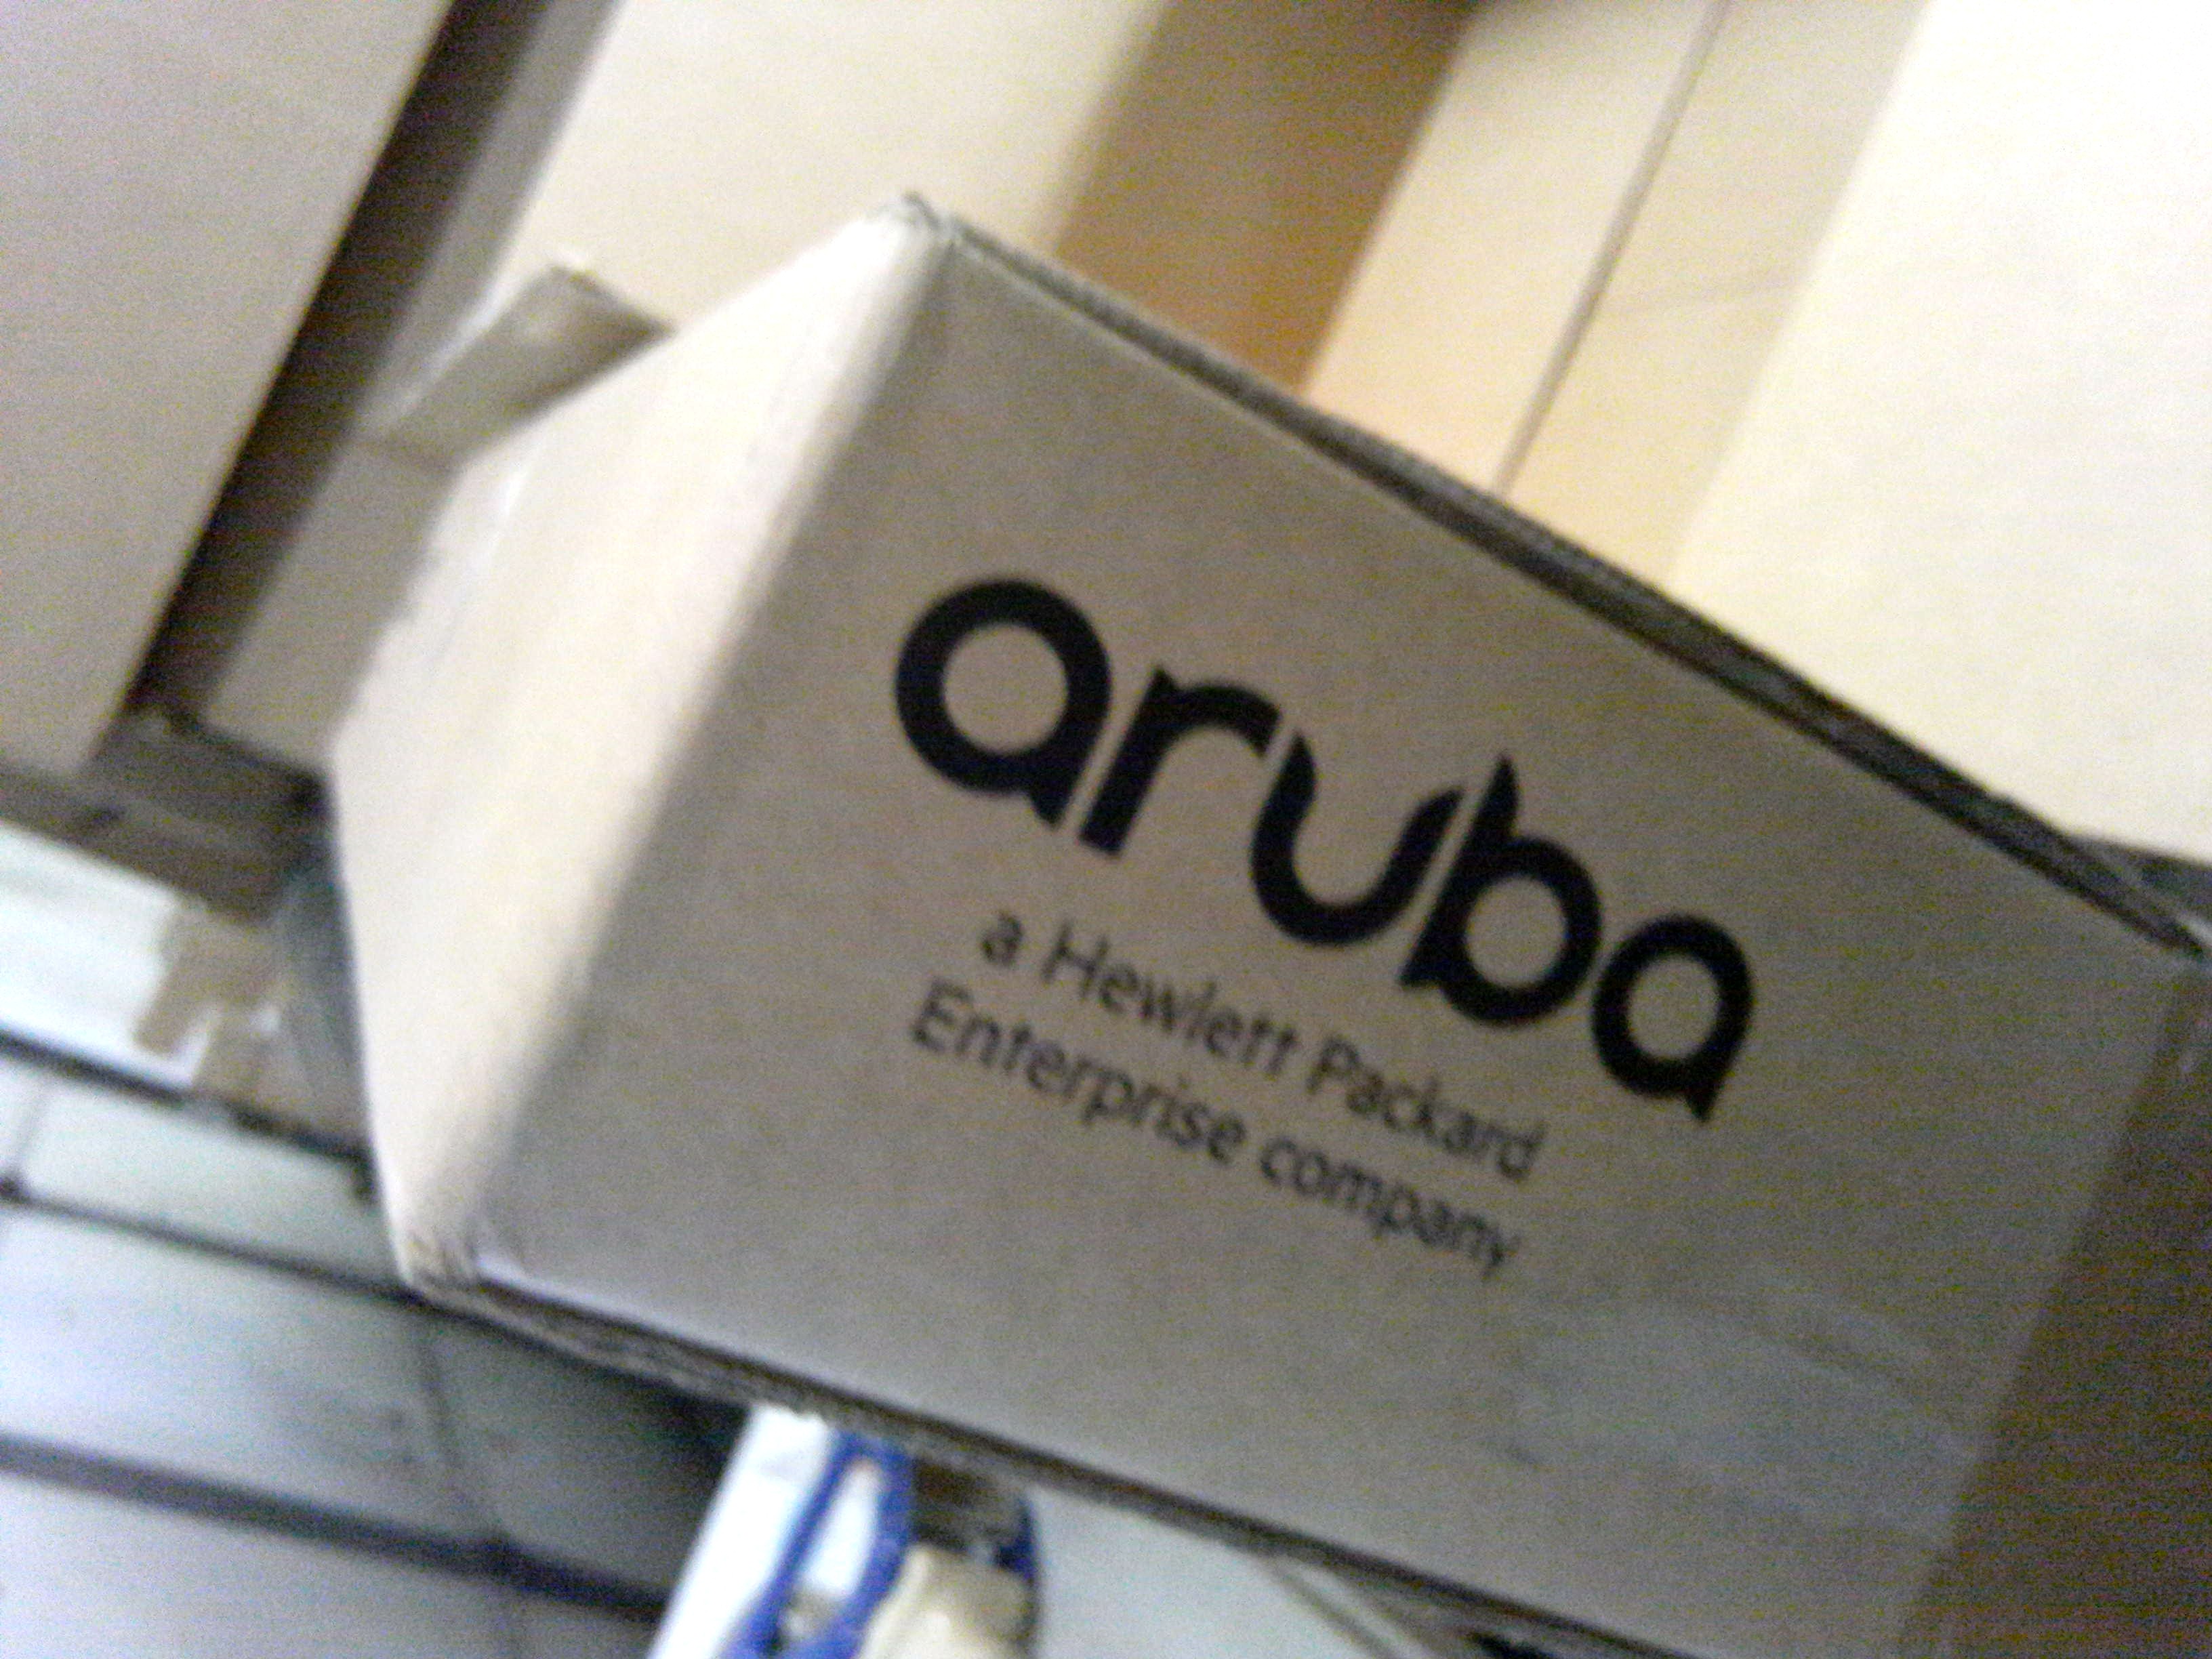 aruba
a Hewlett Packard
Enterprise company